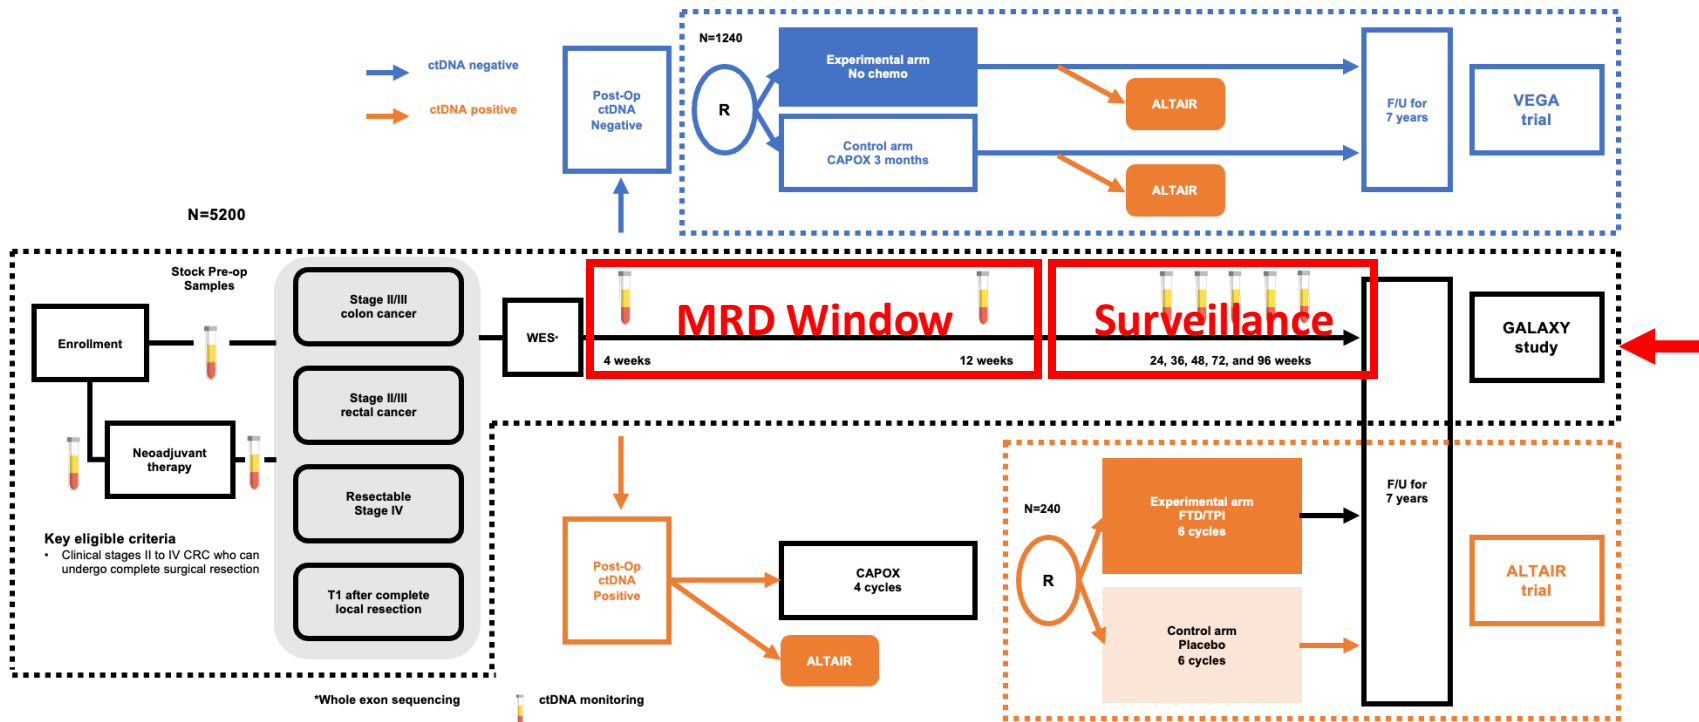 ctDNA negative
ctDNA positive
Post-Op
ctDNA
Negative
N=1240
R
Experimental arm
No chemo
Control arm
CAPOX 3 months
ALTAIR
ALTAIR
F/U for
7 years
VEGA
trial
N=5200
Stock Pre-op
Samples
Enrollment
Neoadjuvant
therapy
Key eligible criteria
• Clinical stages II to IV CRC who can
undergo complete surgical resection
Stage II/III
colon cancer
Stage II/III
rectal cancer
Resectable
Stage IV
T1 after complete
local resection
WES*
MRD Window
4 weeks
12 weeks
Surveillance
24, 36, 48, 72, and 96 weeks
GALAXY
study
Post-Op
ctDNA
Positive
CAPOX
4 cycles
ALTAIR
N=240
R
Experimental arm
FTD/TPI
6 cycles
Control arm
Placebo
6 cycles
F/U for
7 years
ALTAIR
trial
*Whole exon sequencing
ctDNA monitoring